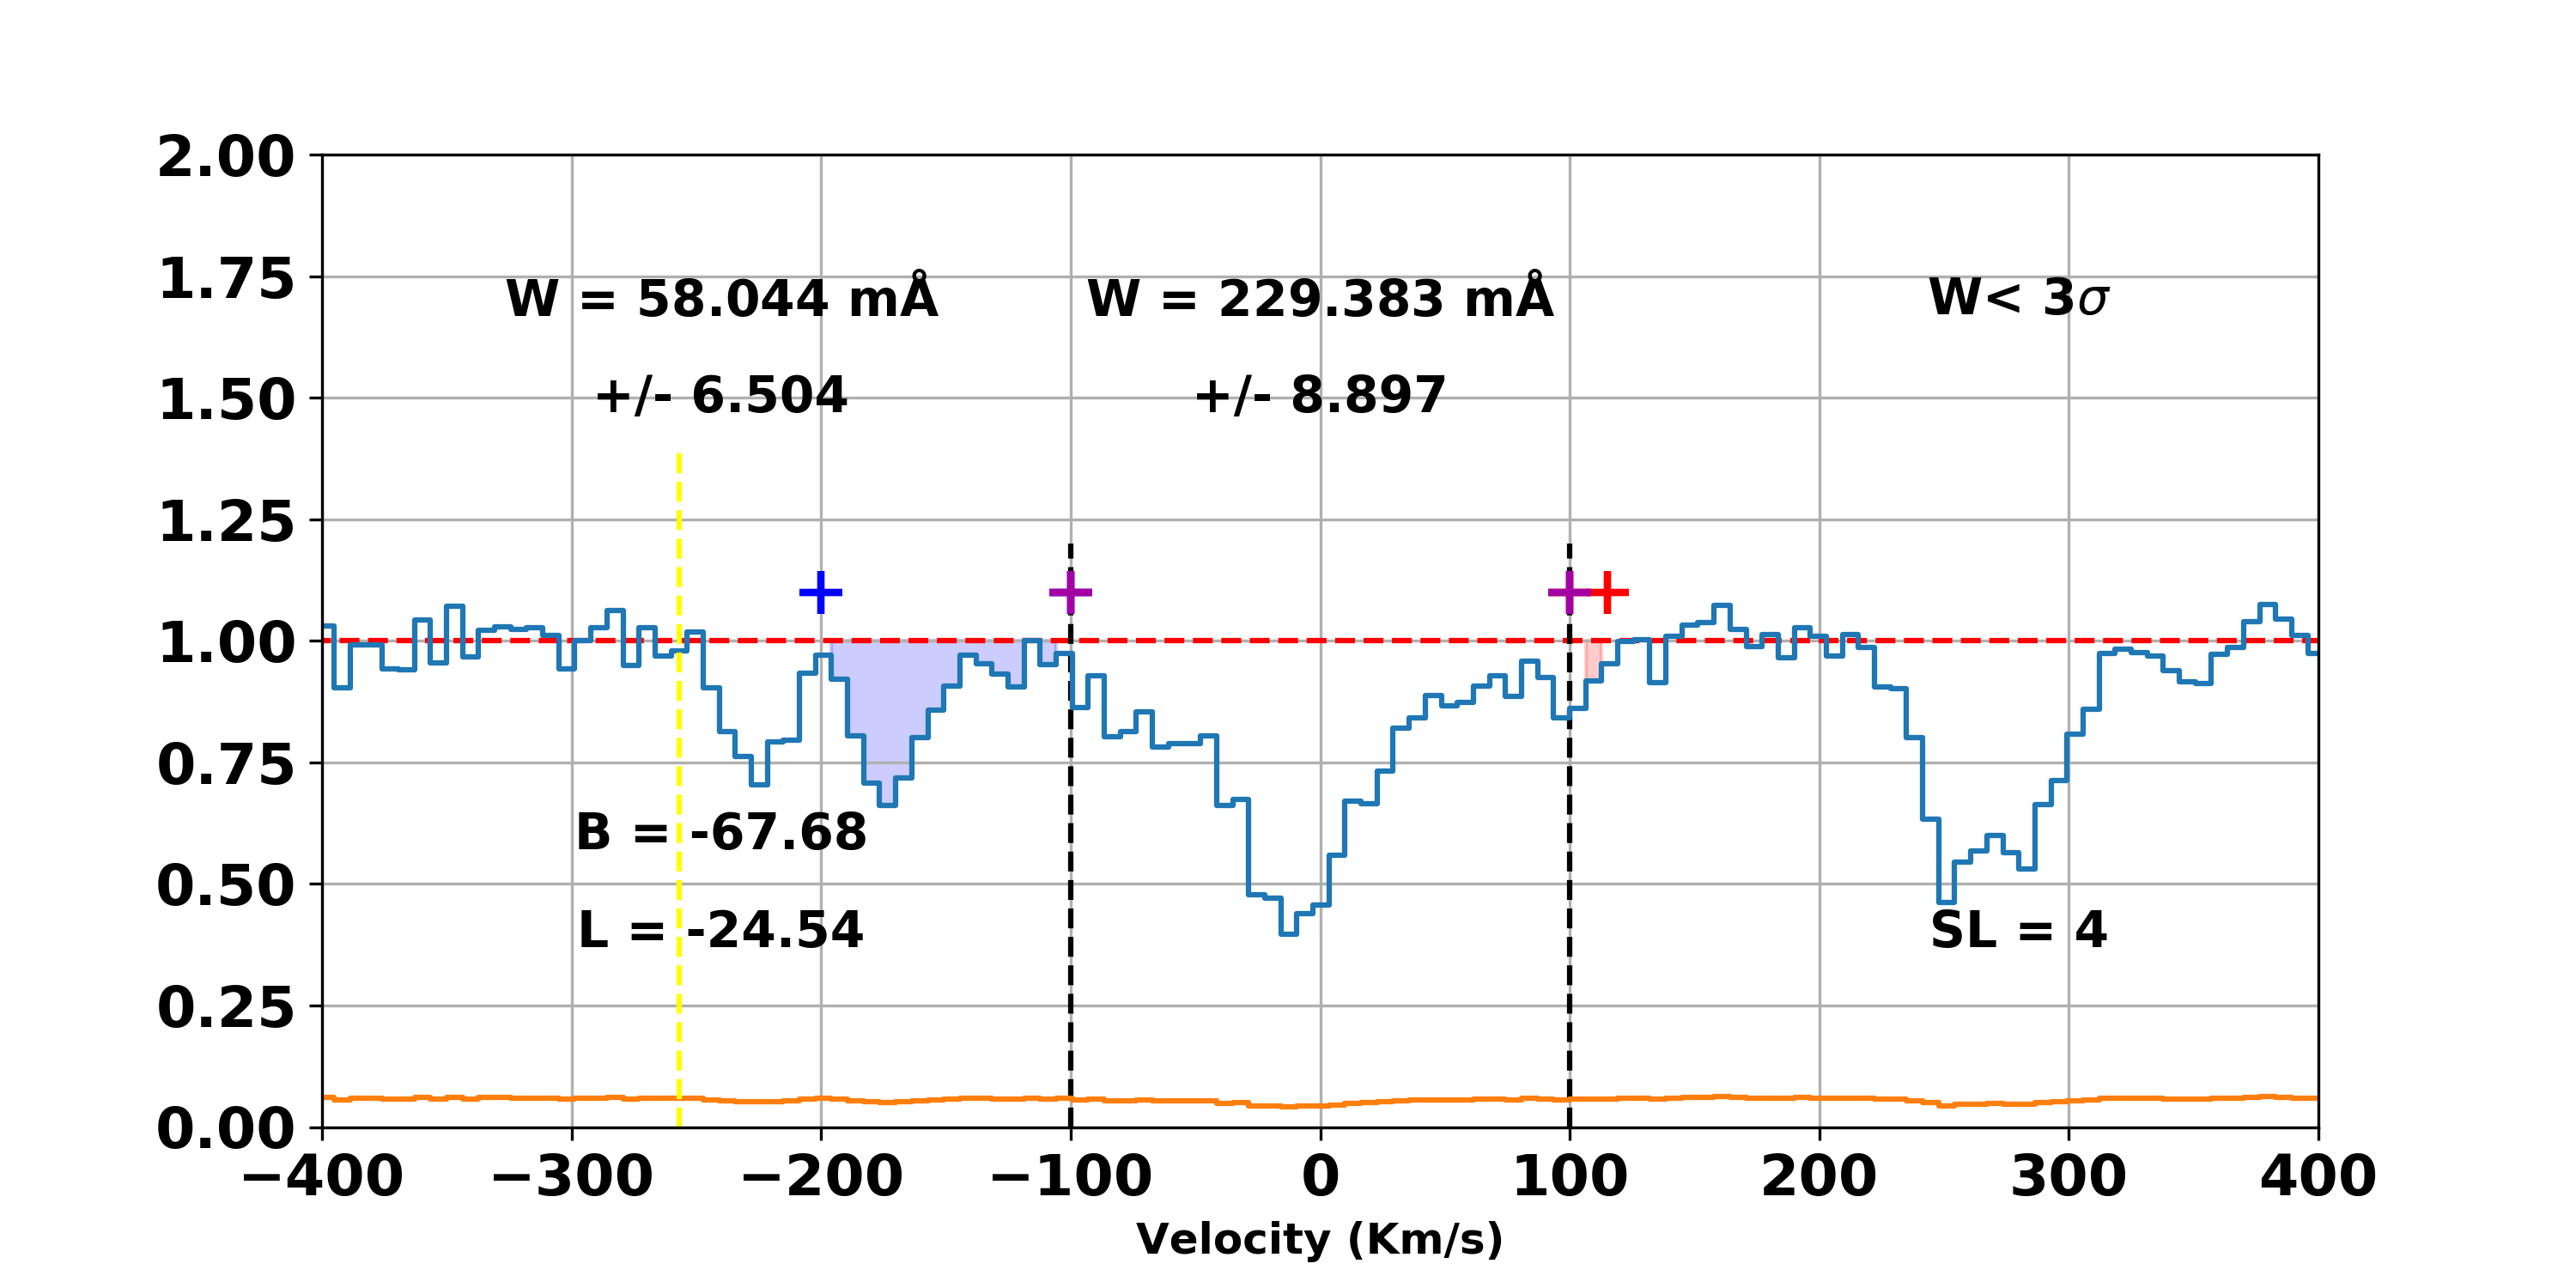 2.00
1.75
1.50
1.25
1.00
0.75
0.50
0.25
0.00
W = 58.044 mÅ
+/- 6.504
W = 229.383 mÅ
+/- 8.897
W< 3σ
B = -67.68
L = -24.54
SL = 4
−400 −300 −200 −100 0 100 200 300 400
Velocity (Km/s)